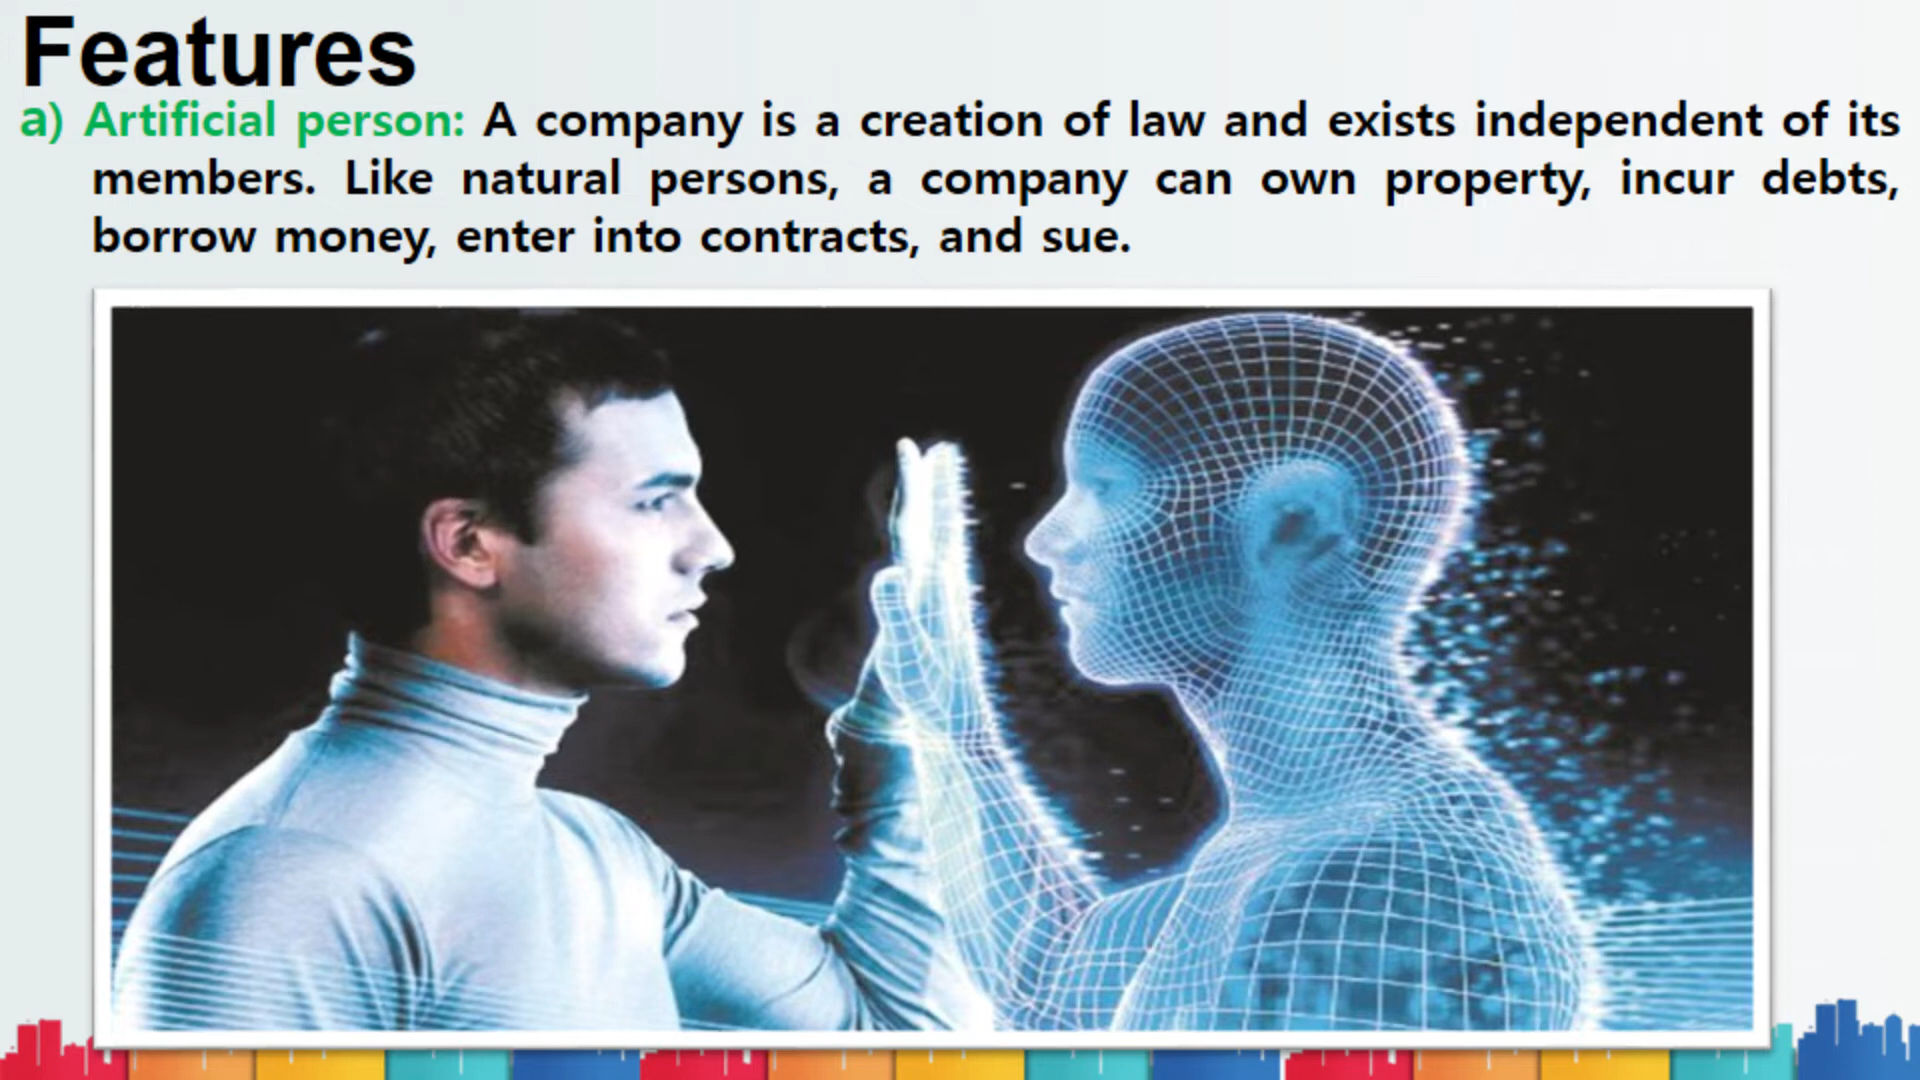 Features
a) Artificial person: A company is a creation of law and exists independent of its
members. Like natural persons, a company can own property, incur debts,
borrow money, enter into contracts, and sue.